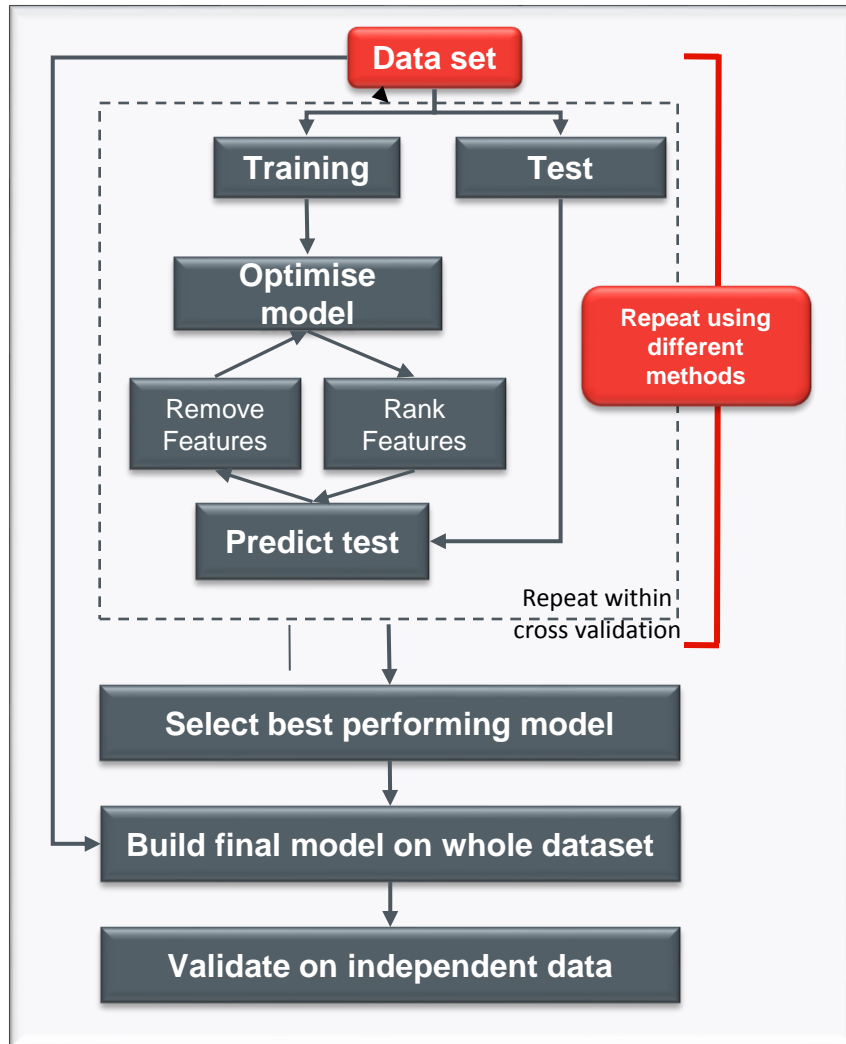 Data set
Training
Test
Optimise
model
Repeat using
different
methods
Remove
Features
Rank
Features
Predict test
Repeat within
cross validation
Select best performing model
Build final model on whole dataset
Validate on independent data